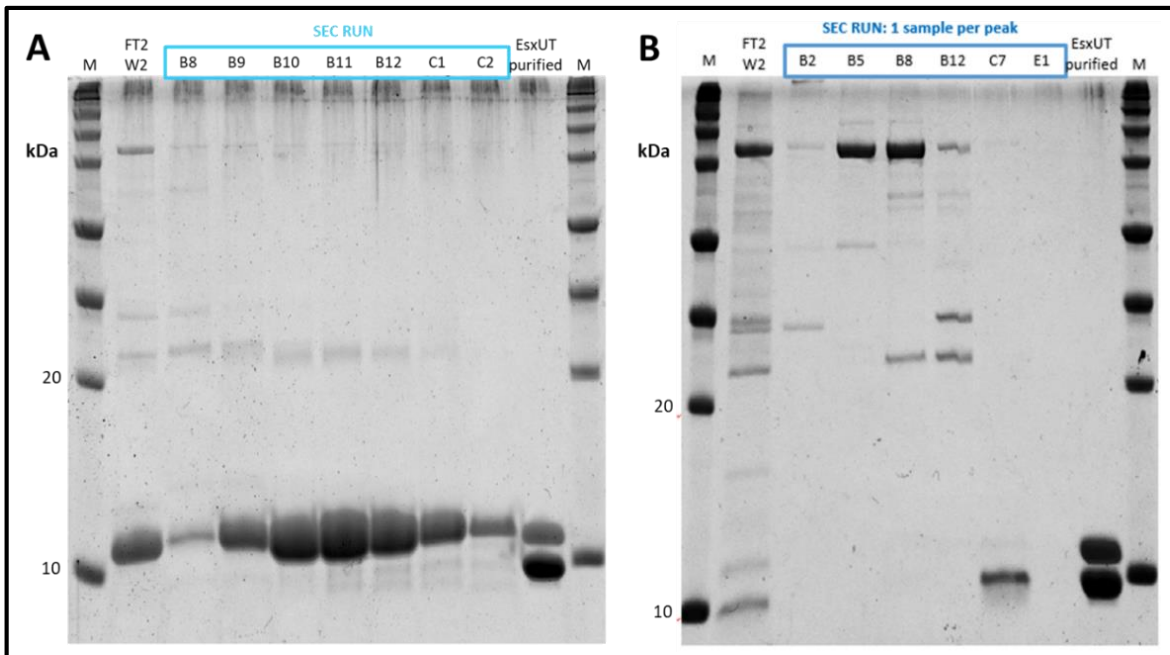 A
SEC RUN
FT2
W2
M
B8 B9 B10 B11 B12 C1 C2
EsxUT
purified
M
kDa
20
10
B
SEC RUN: 1 sample per peak
FT2
W2
M
B2 B5 B8 B12 C7 E1
EsxUT
purified
M
kDa
20
10